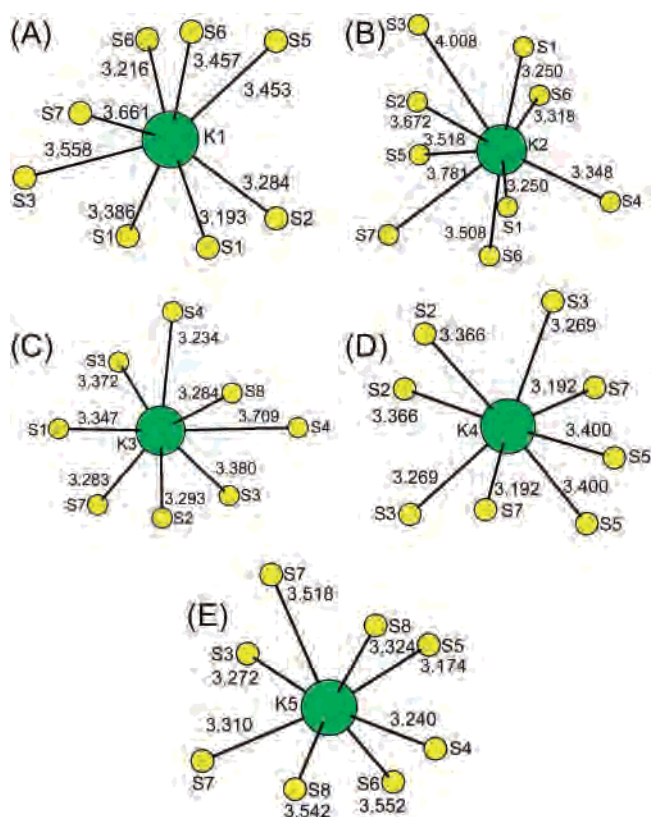 (A)
S6
S6
S5
3.216
3.457
3.453
S7
3.661
K1
3.558
S3
3.284
S2
3.386
3.193
S1
S1
(B)
S3
4.008
S1
3.250
S2
3.672
S6
3.318
3.518
S5
K2
3.781
3.250
3.348
S4
S7
S1
3.508
S6
(C)
S4
3.234
S3
3.372
3.284
S8
S1
3.347
3.709
S4
K3
3.283
3.380
S7
3.293
S3
S2
(D)
S2
3.366
S3
3.269
S2
3.192
S7
3.366
K4
3.400
S5
3.269
3.192
3.400
S3
S7
S5
(E)
S7
3.518
S8
3.324
S5
3.174
S3
3.272
K5
3.310
3.240
S4
S7
S8
S6
3.542
3.552